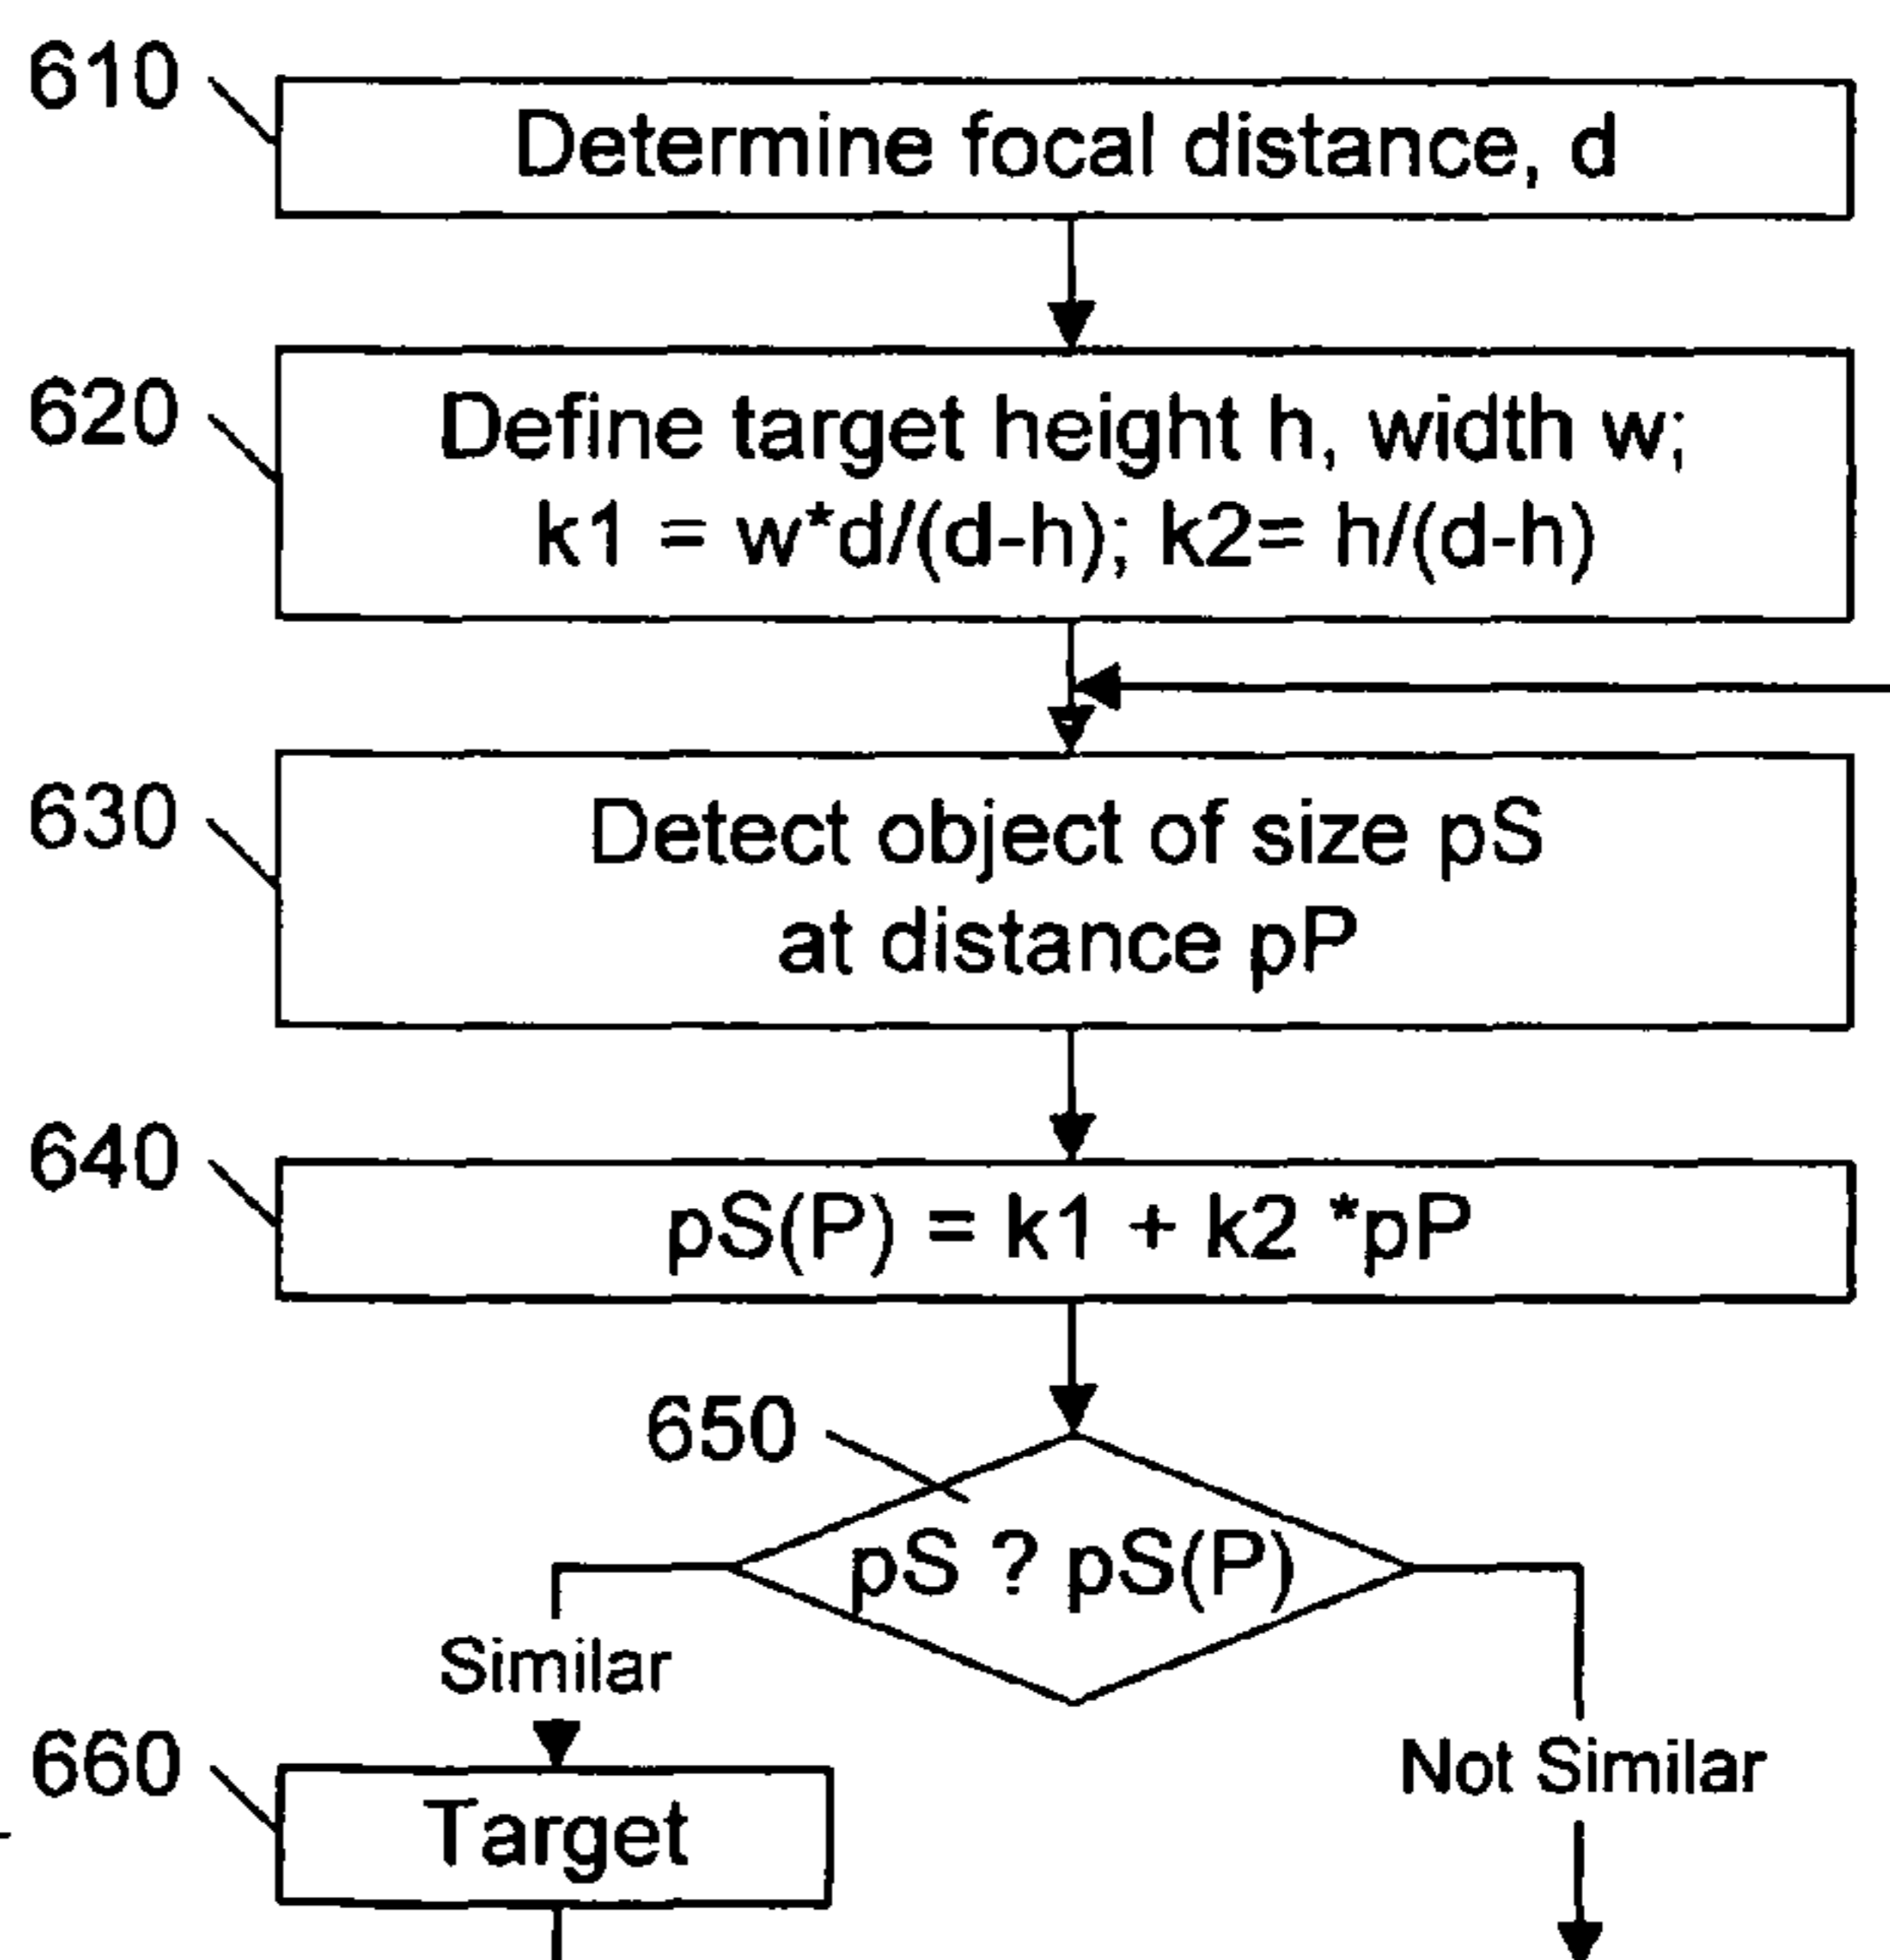 610
Determine focal distance, d
620
Define target height h, width w;
k1 = w*d/(d-h); k2= h/(d-h)
630
Detect object of size pS
at distance pP
640
pS(P) = k1 + k2 *pP
650
pS ? pS(P)
Similar
Not Similar
660
Target